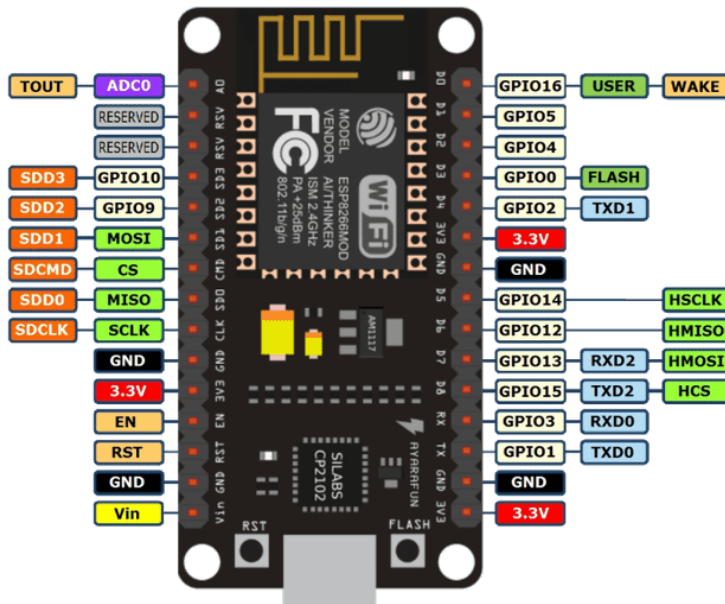 TOUT ADC0 A0 D0 GPIO16 USER WAKE
RESERVED RSV D1 GPIO5
RESERVED RSV D2 GPIO4
SDD3 GPIO10 SD3 D3 GPIO0 FLASH
SDD2 GPIO9 SD2 D4 GPIO2 TXD1
SDD1 MOSI SD1 3V3 3.3V
SDCMD CS CMD GND GND
SDD0 MISO SDO D5 GPIO14 HSCLK
SDCLK SCLK CLK D6 GPIO12 HMISO
GND GND D7 GPIO13 RXD2 HMOSI
3.3V 3V3 D8 GPIO15 TXD2 HCS
EN EN RX GPIO3 RXD0
RST RST TX GPIO1 TXD0
GND GND GND GND
Vin Vin 3V3 3.3V
MODEL ESP8266MOD
VENDOR AI/THINKER
ISM 2.4GHz
PA +25dBm
802.11b/g/n
FC
Wi Fi
AM1117
SILABS
CP2102
AYARAFUN
RST FLASH